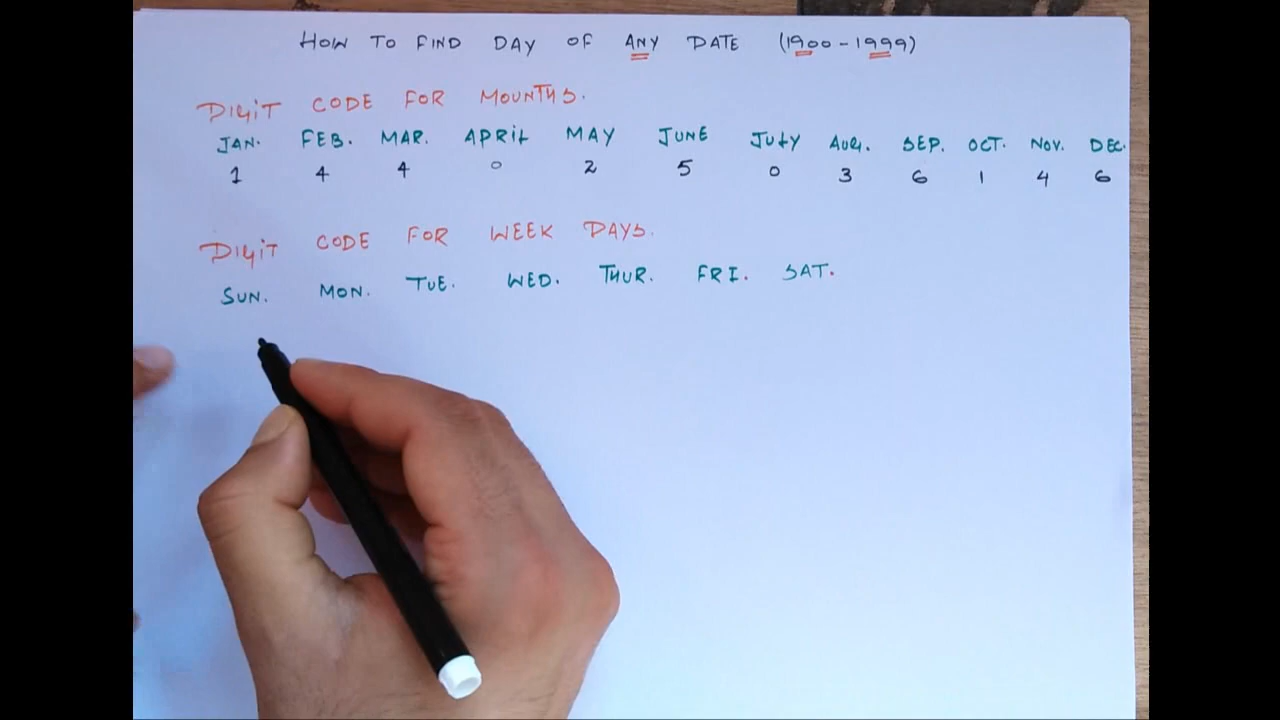 HOW TO FIND DAY OF ANY DATE (1900-1999)
DIGIT CODE FOR MOUNTHS.
JAN. FEB. MAR. APRIL MAY JUNE JULY AUG. SEP. OCT. NOV. DEC.
1 4 4 0 2 5 0 3 6 1 4 6
DIGIT CODE FOR WEEK DAYS.
SUN. MON. TUE. WED. THUR. FRI. SAT.